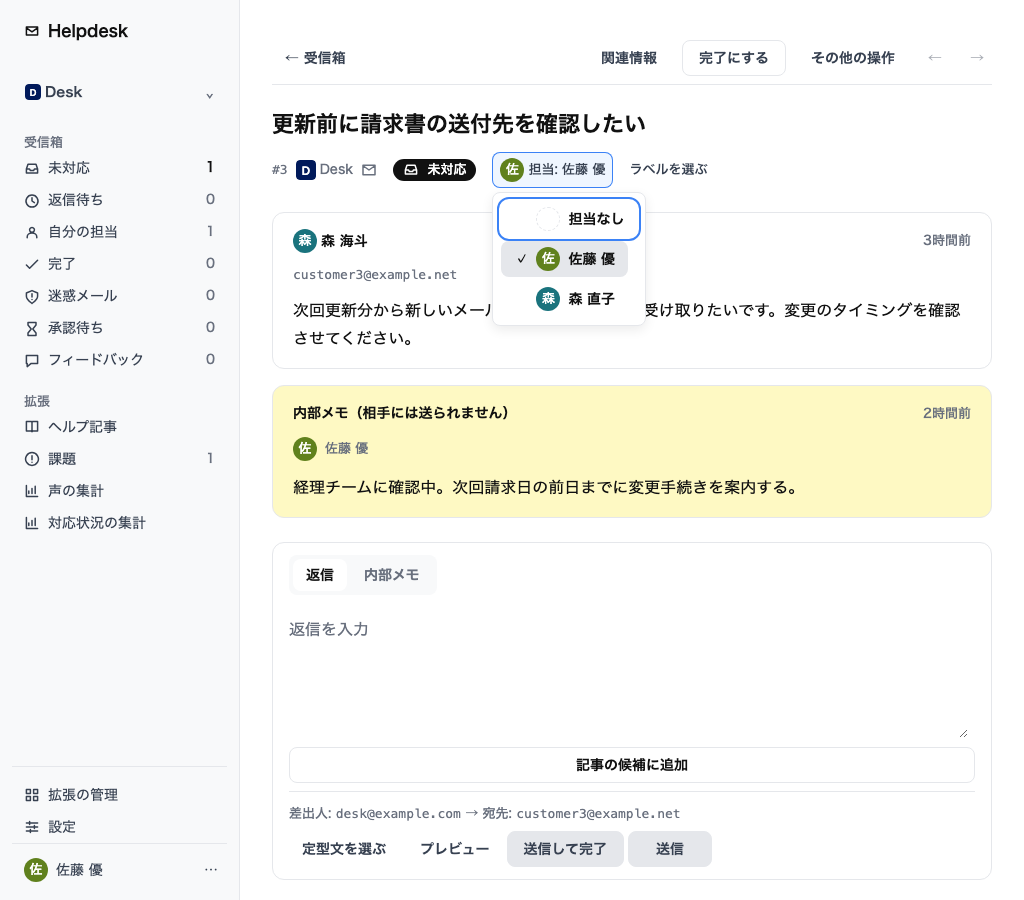 Helpdesk
D Desk
受信箱
未対応 1
返信待ち 0
自分の担当 1
完了 0
迷惑メール 0
承認待ち 0
フィードバック 0
拡張
ヘルプ記事
課題 1
声の集計
対応状況の集計
拡張の管理
設定
佐 佐藤 優 …
← 受信箱 関連情報 完了にする その他の操作 ← →
更新前に請求書の送付先を確認したい
#3 D Desk 未対応 佐 担当: 佐藤 優 ラベルを選ぶ
担当なし
✓ 佐 佐藤 優
森 森 直子
森 森 海斗 3時間前
customer3@example.net
次回更新分から新しいメー 受け取りたいです。変更のタイミングを確認
させてください。
内部メモ（相手には送られません） 2時間前
佐 佐藤 優
経理チームに確認中。次回請求日の前日までに変更手続きを案内する。
返信 内部メモ
返信を入力
記事の候補に追加
差出人: desk@example.com → 宛先: customer3@example.net
定型文を選ぶ プレビュー 送信して完了 送信